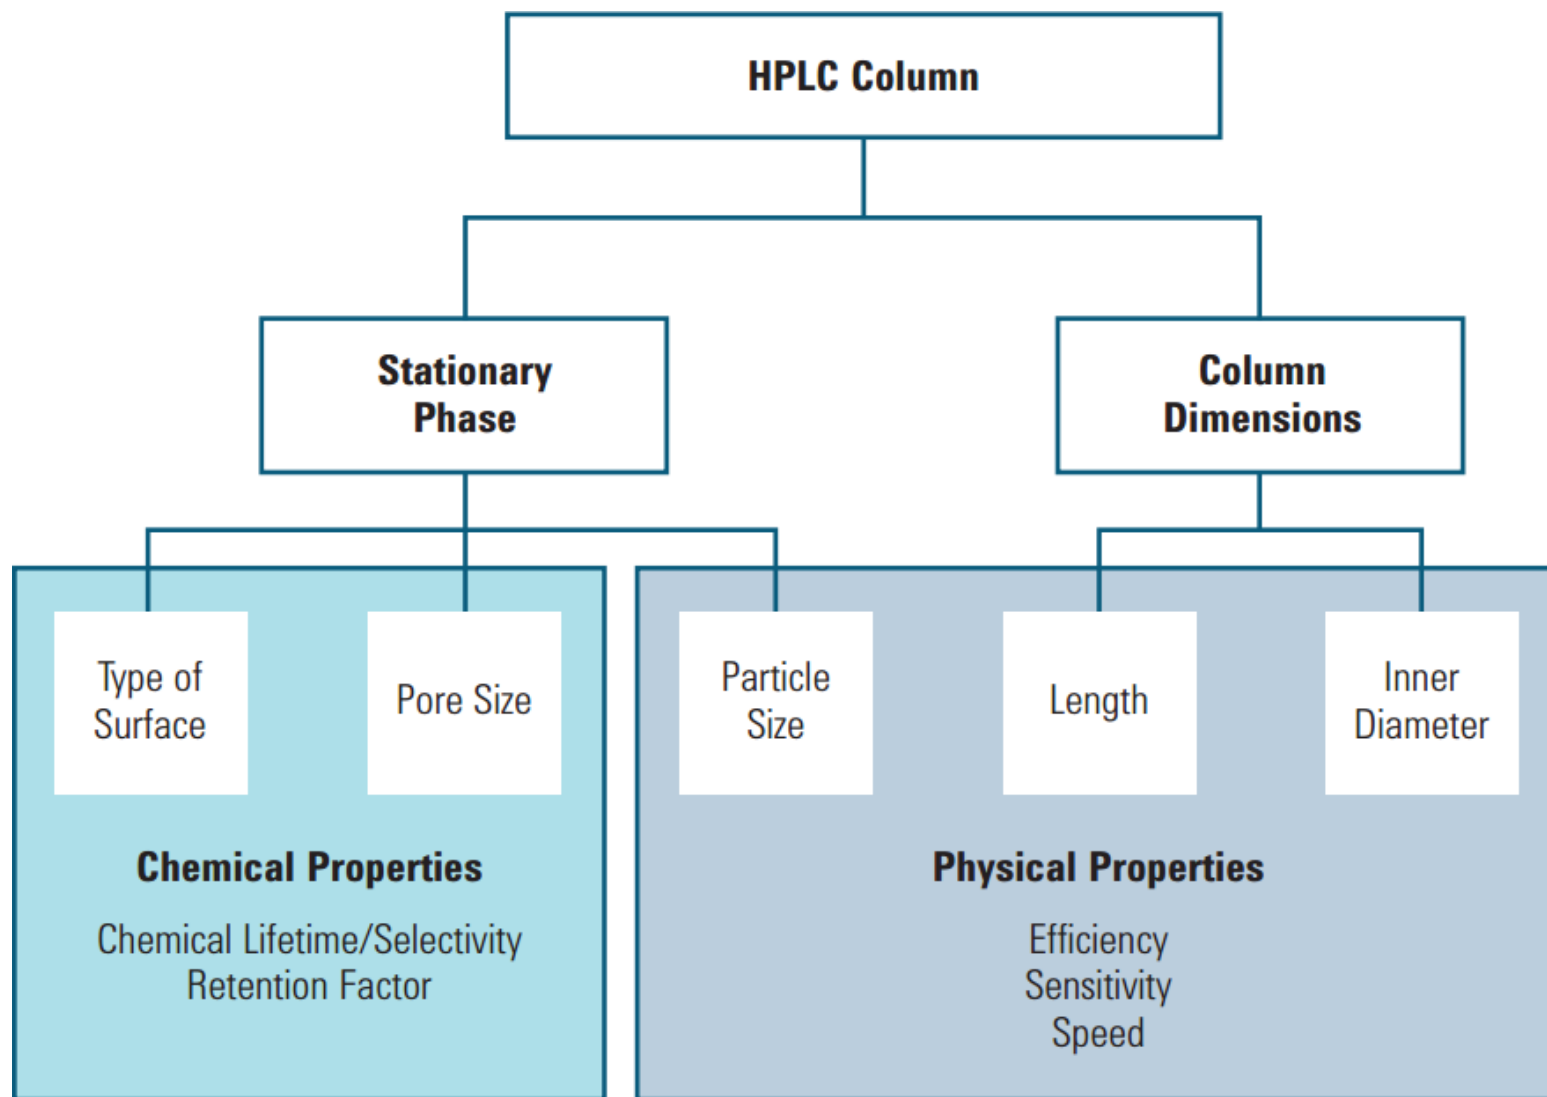 HPLC Column
Stationary
Phase
Column
Dimensions
Type of
Surface
Pore Size
Particle
Size
Length
Inner
Diameter
Chemical Properties
Chemical Lifetime/Selectivity
Retention Factor
Physical Properties
Efficiency
Sensitivity
Speed